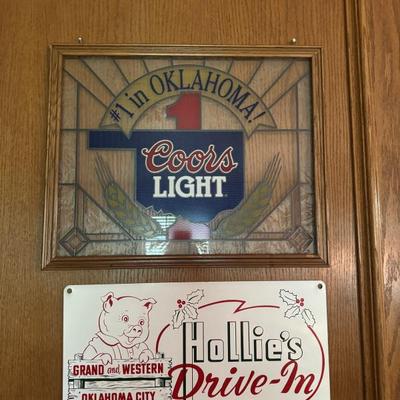 #1 in OKLAHOMA!
1
Coors
LIGHT
GRAND and WESTERN
OKLAHOMA CITY
Hollie's
Drive-In